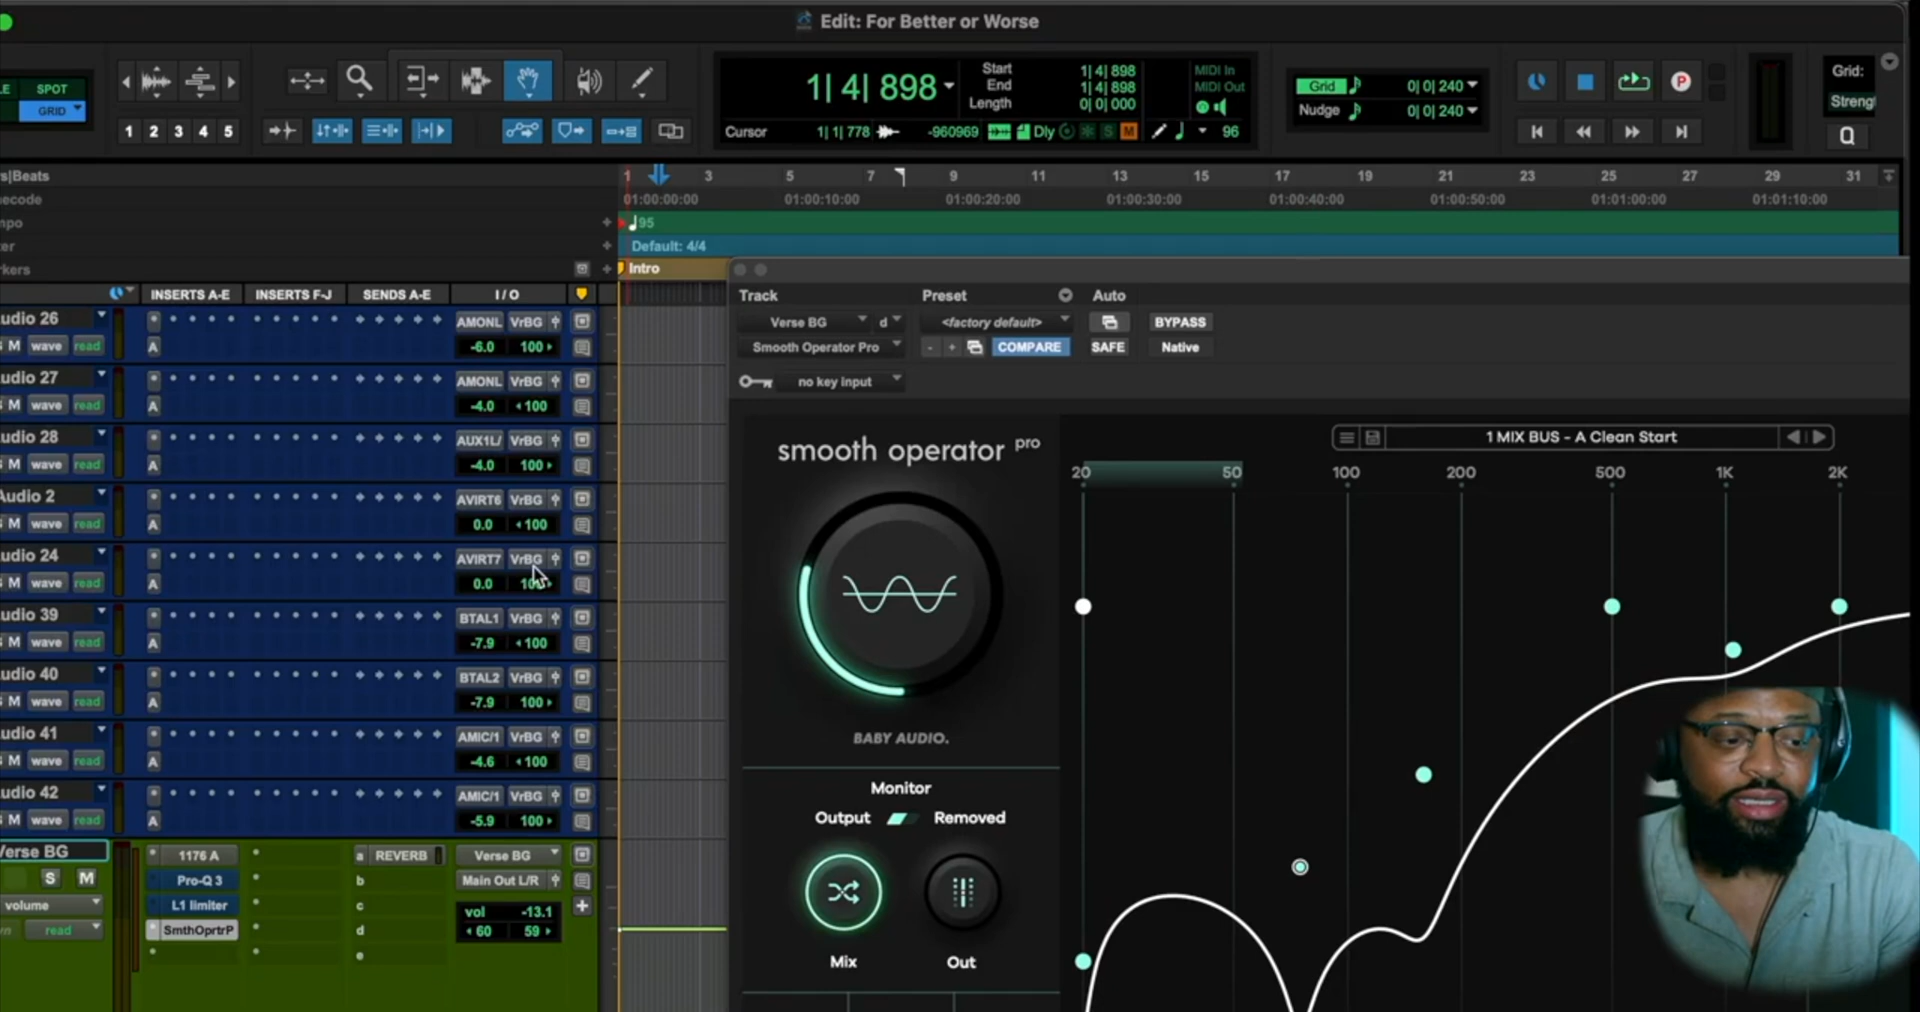 Edit: For Better or Worse
SPOT
GRID
1 2 3 4 5
1| 4| 898
Start 1| 4| 898
End 1| 4| 898
Length 0| 0| 000
MIDI In
MIDI Out
Cursor 1| 1| 778 -960969 Dly S M 96
Grid 0| 0| 240
Nudge 0| 0| 240
P
Grid:
Q
s|Beats
1 3 5 7 9 11 13 15 17 19 21 23 25 27 29 31
ecode
01:00:00:00 01:00:10:00 01:00:20:00 01:00:30:00 01:00:40:00 01:00:50:00 01:01:00:00 01:01:10:00
mpo
95
ter
Default: 4/4
kers
Intro
INSERTS A-E INSERTS F-J SENDS A-E I / O
udio 26 AMONL VrBG
M wave read A -6.0 100
udio 27 AMONL VrBG
M wave read A -4.0 100
udio 28 AUX1L/ VrBG
M wave read A -4.0 100
Audio 2 AVIRT6 VrBG
M wave read A 0.0 100
udio 24 AVIRT7 VrBG
M wave read A 0.0
udio 39 BTAL1 VrBG
M wave read A -7.9 100
udio 40 BTAL2 VrBG
M wave read A -7.9 100
udio 41 AMIC/1 VrBG
M wave read A -4.6 100
udio 42 AMIC/1 VrBG
M wave read A -5.9 100
Verse BG 1176 A a REVERB Verse BG
S M Pro-Q 3 b Main Out L/R
volume L1 limiter c vol -13.1
read SmthOprtrP d 60 59
e
Track Preset Auto
Verse BG d <factory default> BYPASS
Smooth Operator Pro - + COMPARE SAFE Native
no key input
smooth operator pro
1 MIX BUS - A Clean Start
20 50 100 200 500 1K 2K
BABY AUDIO.
Monitor
Output Removed
Mix Out